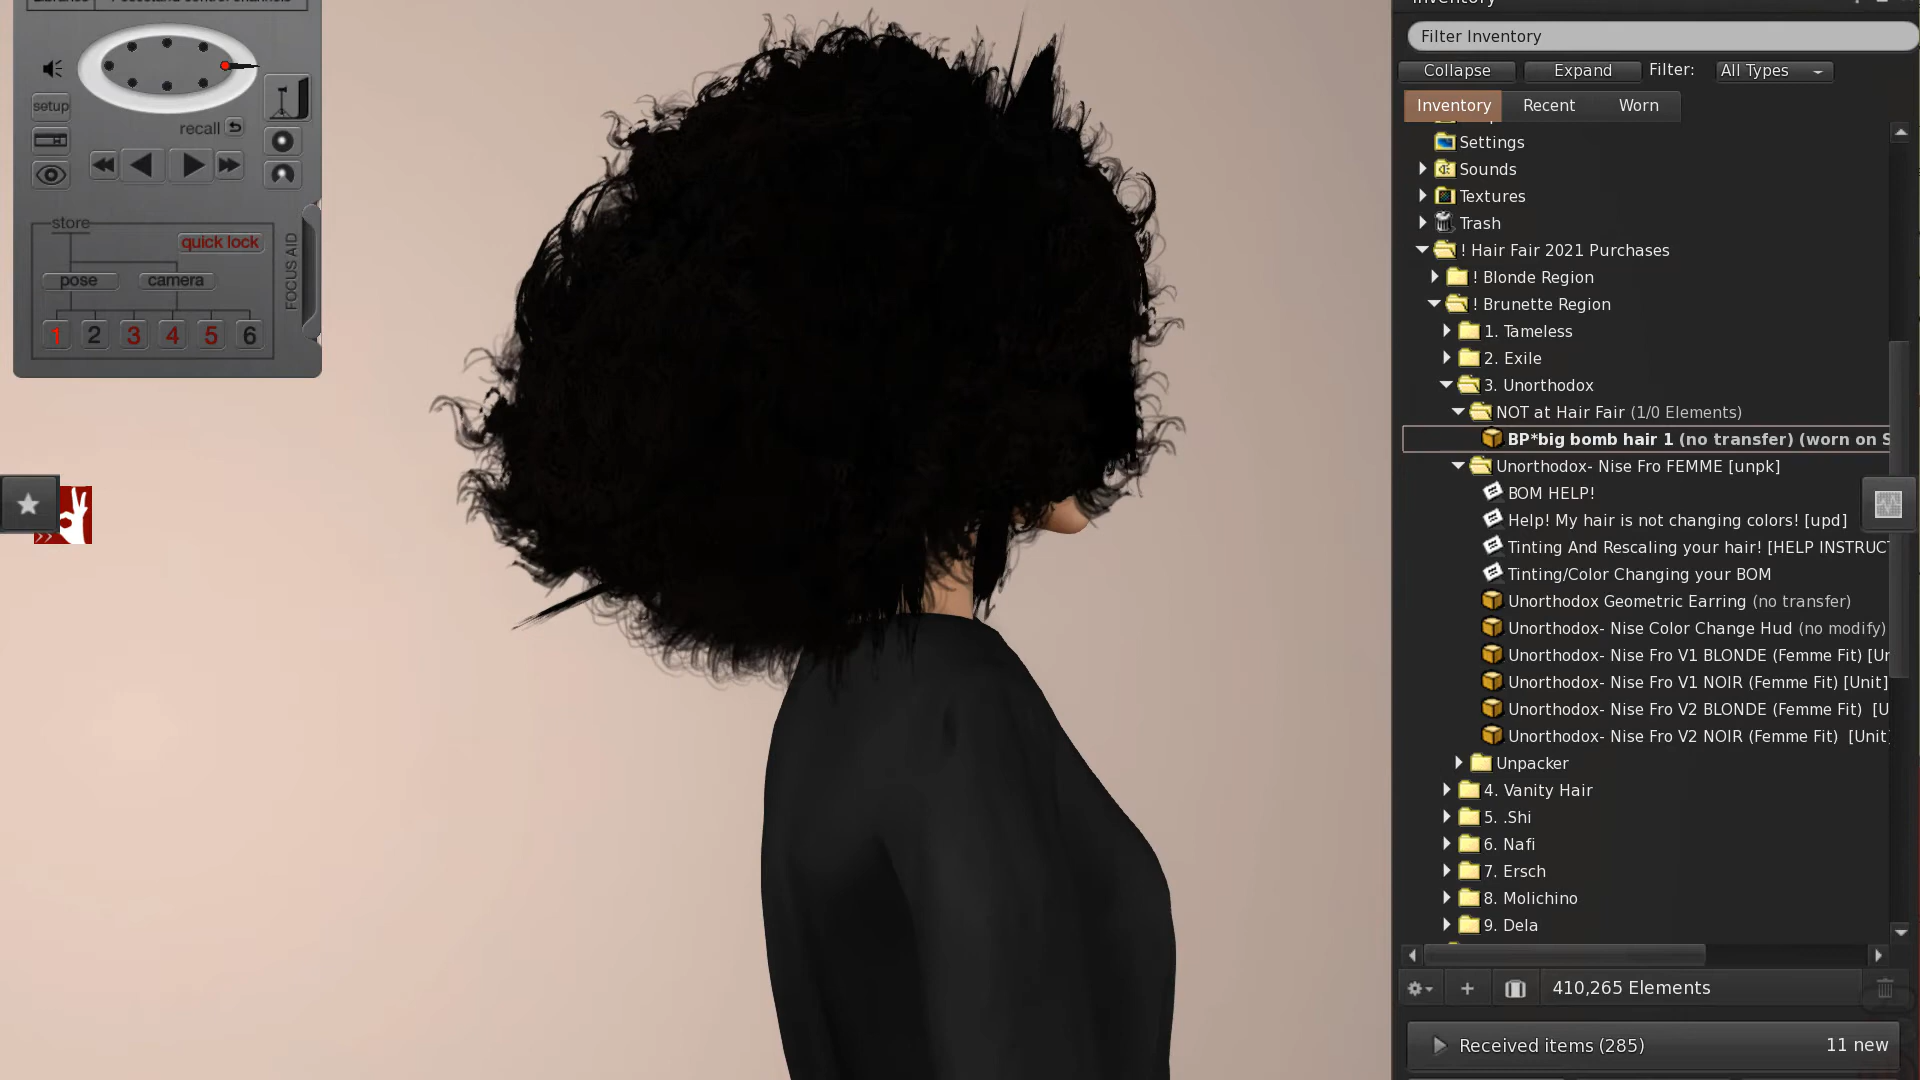 setup
recall
store
quick lock
pose
camera
1 2 3 4 5 6
FOCUS AID
Inventory
Filter Inventory
Collapse Expand Filter: All Types
Inventory Recent Worn
Settings
Sounds
Textures
Trash
! Hair Fair 2021 Purchases
! Blonde Region
! Brunette Region
1. Tameless
2. Exile
3. Unorthodox
NOT at Hair Fair (1/0 Elements)
BP*big bomb hair 1 (no transfer) (worn on S
Unorthodox- Nise Fro FEMME [unpk]
BOM HELP!
Help! My hair is not changing colors! [upd]
Tinting And Rescaling your hair! [HELP INSTRUCT
Tinting/Color Changing your BOM
Unorthodox Geometric Earring (no transfer)
Unorthodox- Nise Color Change Hud (no modify)
Unorthodox- Nise Fro V1 BLONDE (Femme Fit) [Un
Unorthodox- Nise Fro V1 NOIR (Femme Fit) [Unit]
Unorthodox- Nise Fro V2 BLONDE (Femme Fit) [U
Unorthodox- Nise Fro V2 NOIR (Femme Fit) [Unit]
Unpacker
4. Vanity Hair
5. .Shi
6. Nafi
7. Ersch
8. Molichino
9. Dela
410,265 Elements
Received items (285) 11 new